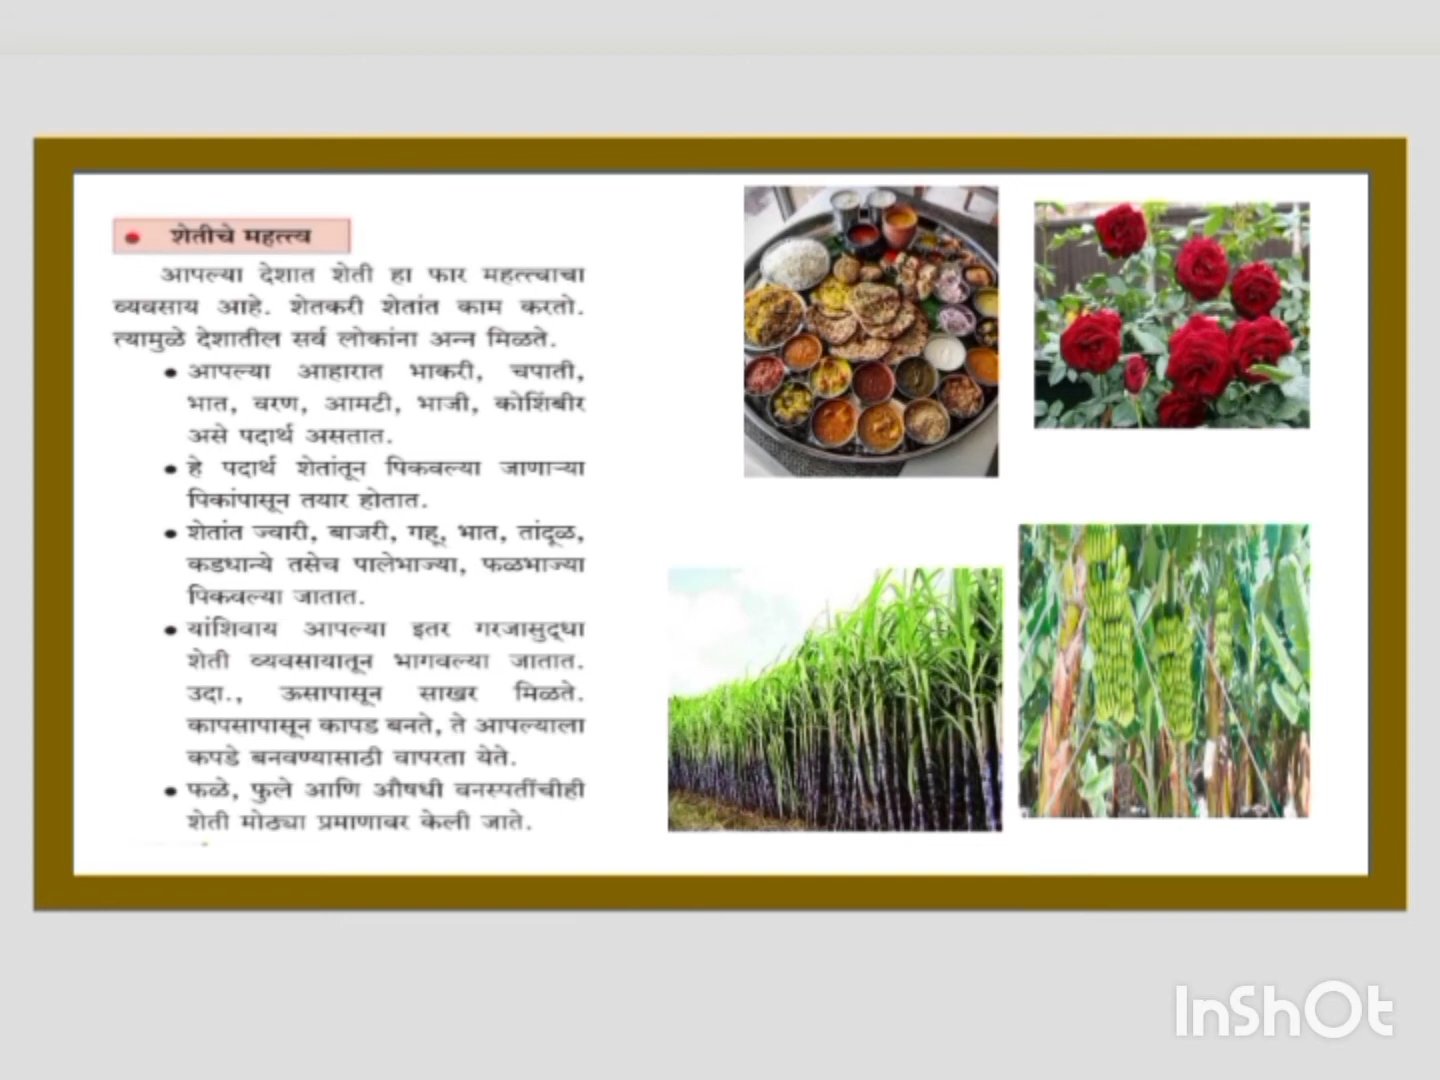 शेतीचे महत्त्व
आपल्या देशात शेती हा फार महत्त्वाचा
व्यवसाय आहे. शेतकरी शेतांत काम करतो.
त्यामुळे देशातील सर्व लोकांना अन्न मिळते.
• आपल्या आहारात भाकरी, चपाती,
भात, वरण, आमटी, भाजी, कोशिंबीर
असे पदार्थ असतात.
• हे पदार्थ शेतांतून पिकवल्या जाणाऱ्या
पिकांपासून तयार होतात.
• शेतांत ज्वारी, बाजरी, गहू, भात, तांदूळ,
कडधान्ये तसेच पालेभाज्या, फळभाज्या
पिकवल्या जातात.
• यांशिवाय आपल्या इतर गरजासुद्धा
शेती व्यवसायातून भागवल्या जातात.
उदा., ऊसापासून साखर मिळते.
कापसापासून कापड बनते, ते आपल्याला
कपडे बनवण्यासाठी वापरता येते.
• फळे, फुले आणि औषधी वनस्पतींचीही
शेती मोठ्या प्रमाणावर केली जाते.
InShOt